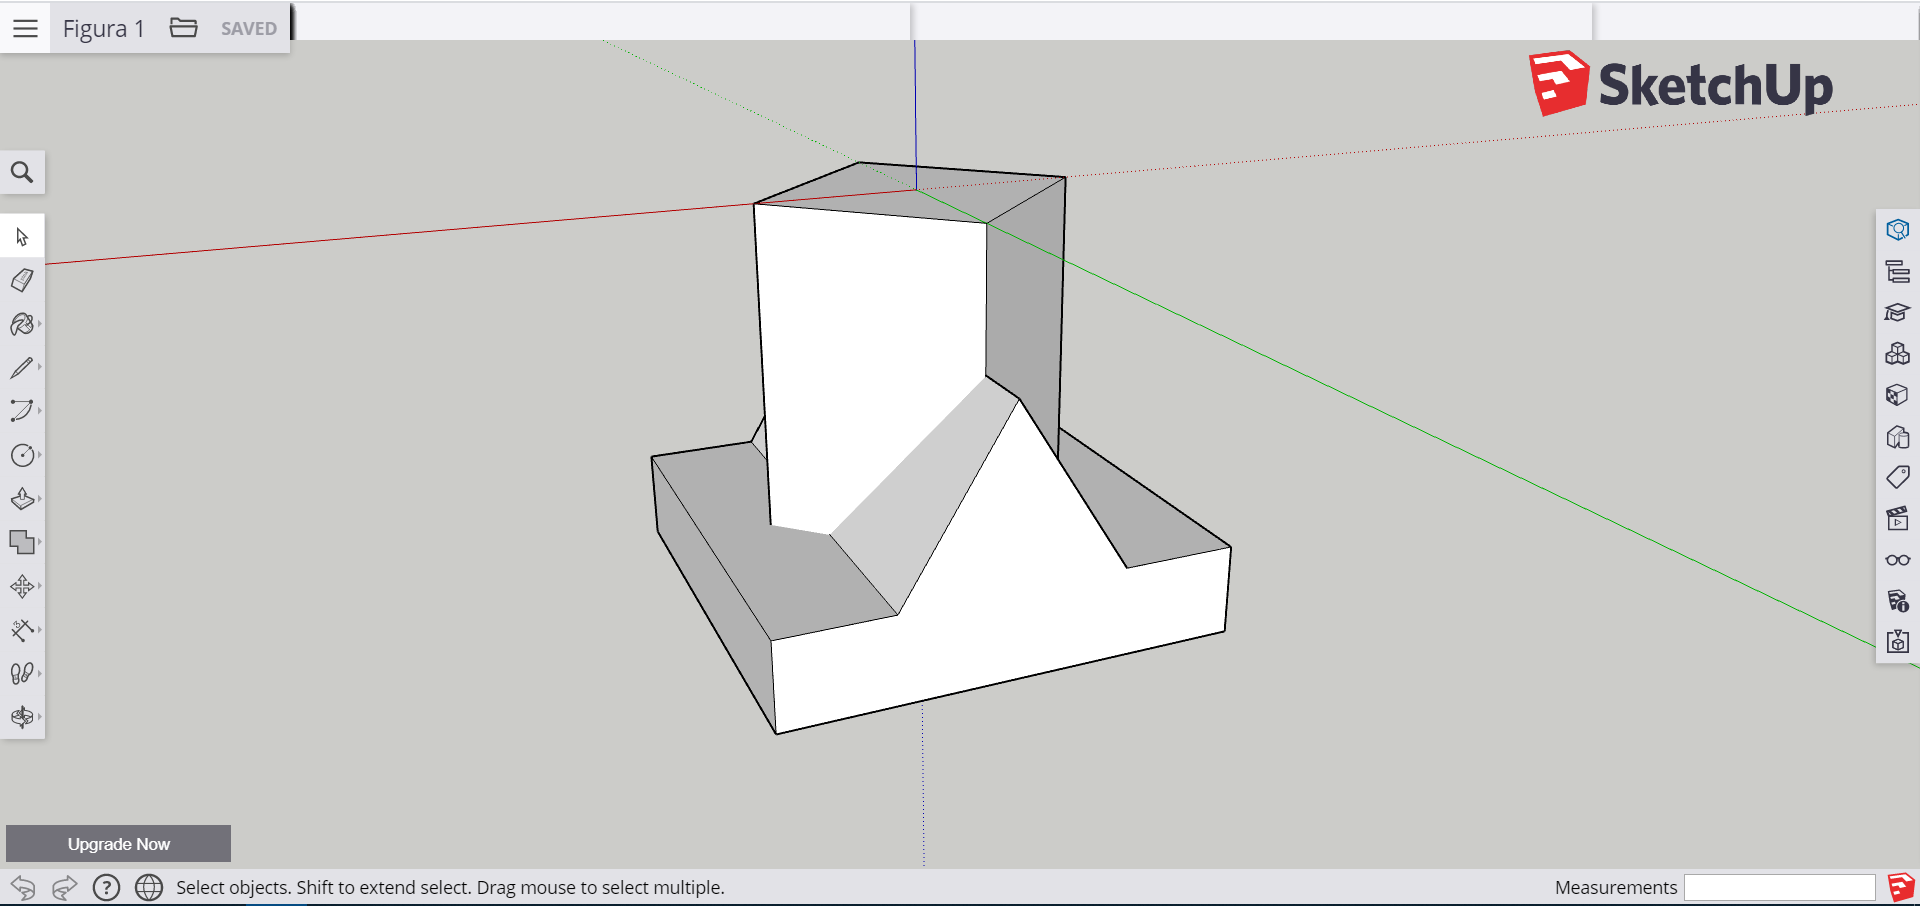 Figura 1 SAVED
SketchUp
Upgrade Now
Select objects. Shift to extend select. Drag mouse to select multiple.
Measurements